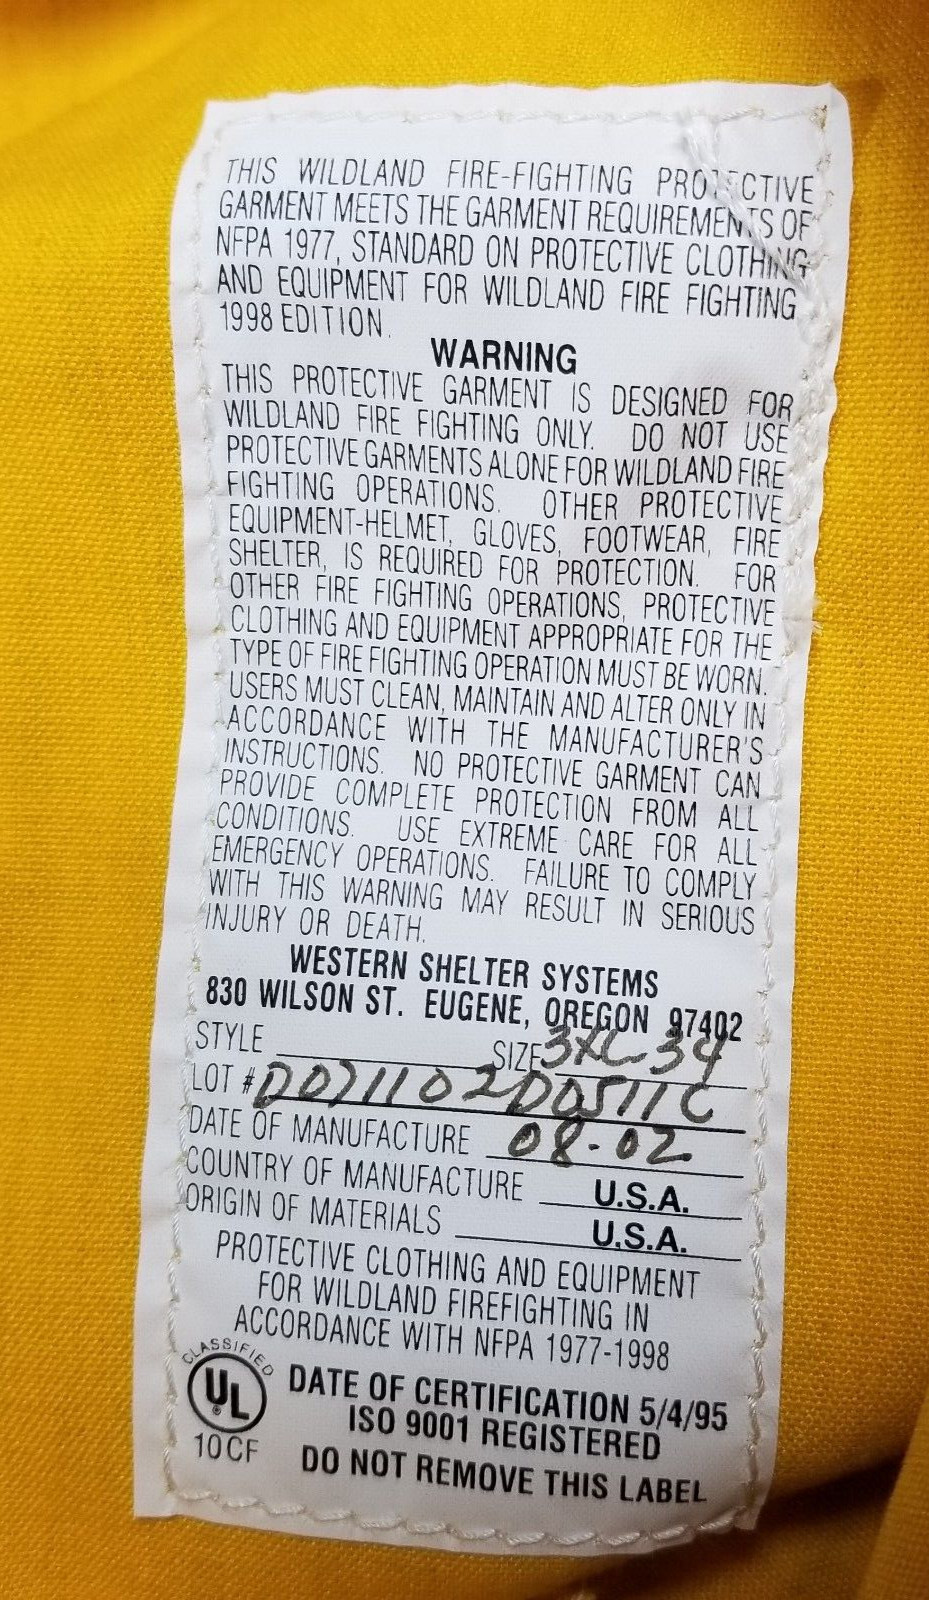 THIS WILDLAND FIRE-FIGHTING PROTECTIVE
GARMENT MEETS THE GARMENT REQUIREMENTS OF
NFPA 1977, STANDARD ON PROTECTIVE CLOTHING
AND EQUIPMENT FOR WILDLAND FIRE FIGHTING
1998 EDITION.
WARNING
THIS PROTECTIVE GARMENT IS DESIGNED FOR
WILDLAND FIRE FIGHTING ONLY. DO NOT USE
PROTECTIVE GARMENTS ALONE FOR WILDLAND FIRE
FIGHTING OPERATIONS. OTHER PROTECTIVE
EQUIPMENT-HELMET, GLOVES, FOOTWEAR, FIRE
SHELTER, IS REQUIRED FOR PROTECTION. FOR
OTHER FIRE FIGHTING OPERATIONS, PROTECTIVE
CLOTHING AND EQUIPMENT APPROPRIATE FOR THE
TYPE OF FIRE FIGHTING OPERATION MUST BE WORN.
USERS MUST CLEAN, MAINTAIN AND ALTER ONLY IN
ACCORDANCE WITH THE MANUFACTURER'S
INSTRUCTIONS. NO PROTECTIVE GARMENT CAN
PROVIDE COMPLETE PROTECTION FROM ALL
CONDITIONS. USE EXTREME CARE FOR ALL
EMERGENCY OPERATIONS. FAILURE TO COMPLY
WITH THIS WARNING MAY RESULT IN SERIOUS
INJURY OR DEATH.
WESTERN SHELTER SYSTEMS
830 WILSON ST. EUGENE, OREGON 97402
STYLE SIZE 3XL 34
LOT #
DATE OF MANUFACTURE 08-02
COUNTRY OF MANUFACTURE U.S.A.
ORIGIN OF MATERIALS U.S.A.
PROTECTIVE CLOTHING AND EQUIPMENT
FOR WILDLAND FIREFIGHTING IN
ACCORDANCE WITH NFPA 1977-1998
CLASSIFIED
UL
10CF
DATE OF CERTIFICATION 5/4/95
ISO 9001 REGISTERED
DO NOT REMOVE THIS LABEL